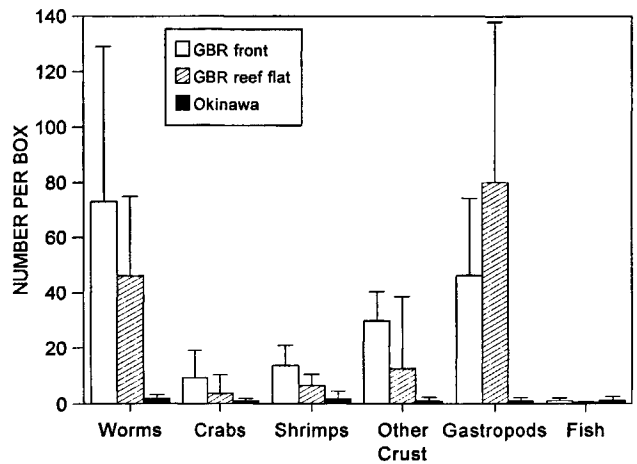 140
120
100
80
60
40
20
0
NUMBER PER BOX
GBR front
GBR reef flat
Okinawa
Worms Crabs Shrimps Other Gastropods Fish
Crust